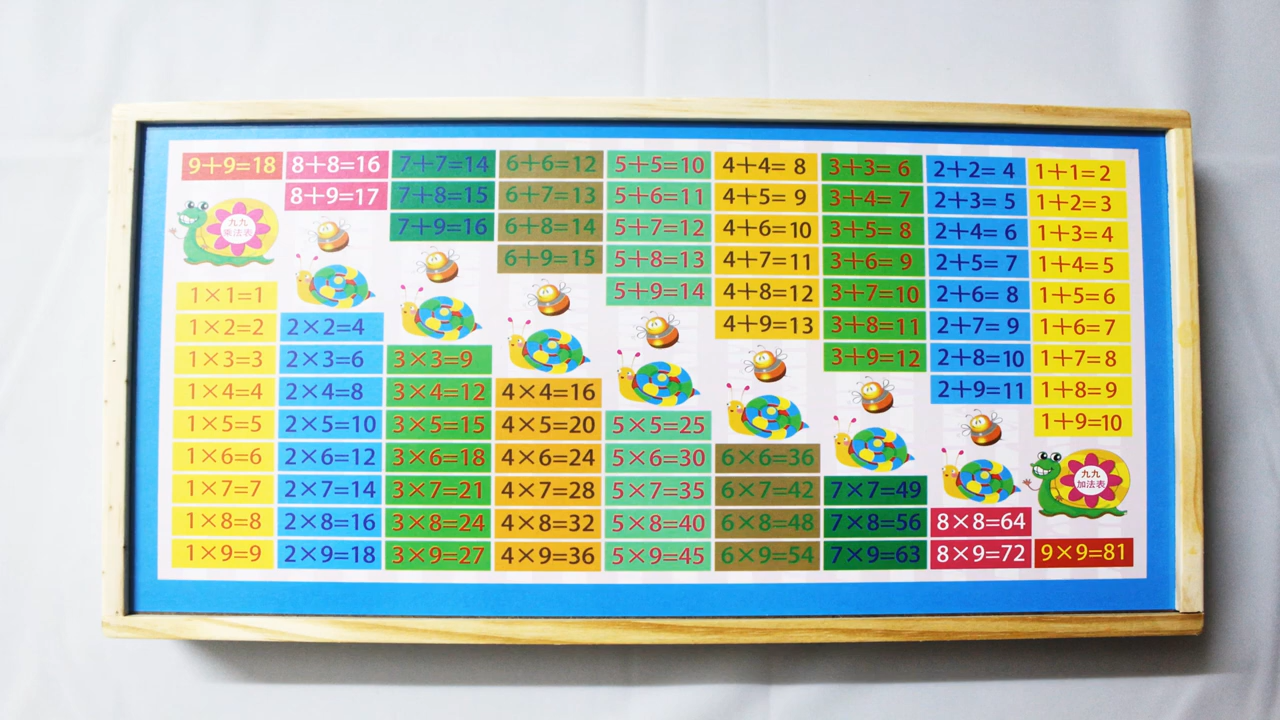 9+9=18 8+8=16 7+7=14 6+6=12 5+5=10 4+4= 8 3+3= 6 2+2= 4 1+1=2
8+9=17 7+8=15 6+7=13 5+6=11 4+5= 9 3+4= 7 2+3= 5 1+2=3
九九
乘法表
7+9=16 6+8=14 5+7=12 4+6=10 3+5= 8 2+4= 6 1+3=4
6+9=15 5+8=13 4+7=11 3+6= 9 2+5= 7 1+4=5
1×1=1 5+9=14 4+8=12 3+7=10 2+6= 8 1+5=6
1×2=2 2×2=4 4+9=13 3+8=11 2+7= 9 1+6=7
1×3=3 2×3=6 3×3=9 3+9=12 2+8=10 1+7=8
1×4=4 2×4=8 3×4=12 4×4=16 2+9=11 1+8=9
1×5=5 2×5=10 3×5=15 4×5=20 5×5=25 1+9=10
1×6=6 2×6=12 3×6=18 4×6=24 5×6=30 6×6=36
九九
加法表
1×7=7 2×7=14 3×7=21 4×7=28 5×7=35 6×7=42 7×7=49
1×8=8 2×8=16 3×8=24 4×8=32 5×8=40 6×8=48 7×8=56 8×8=64
1×9=9 2×9=18 3×9=27 4×9=36 5×9=45 6×9=54 7×9=63 8×9=72 9×9=81